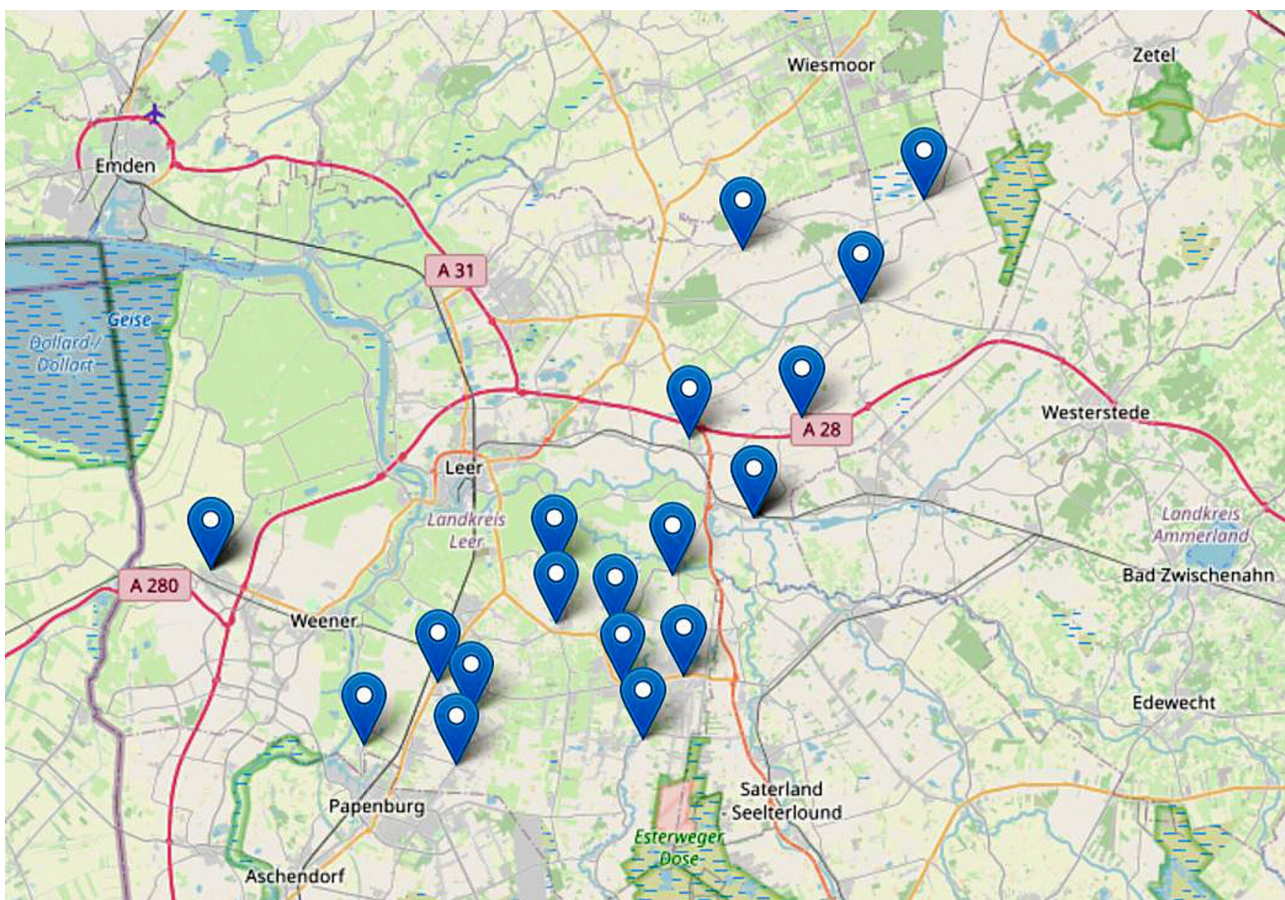 Zetel
Wiesmoor
Emden
A 31
Geise
Dollard-/
Dollart
Westerstede
A 28
Leer
Landkreis
Leer
Landkreis
Ammerland
Bad Zwischenahn
A 280
Weener
Edewecht
Saterland
- Seelterlound
Papenburg
Esterweger
Dose
Aschendorf